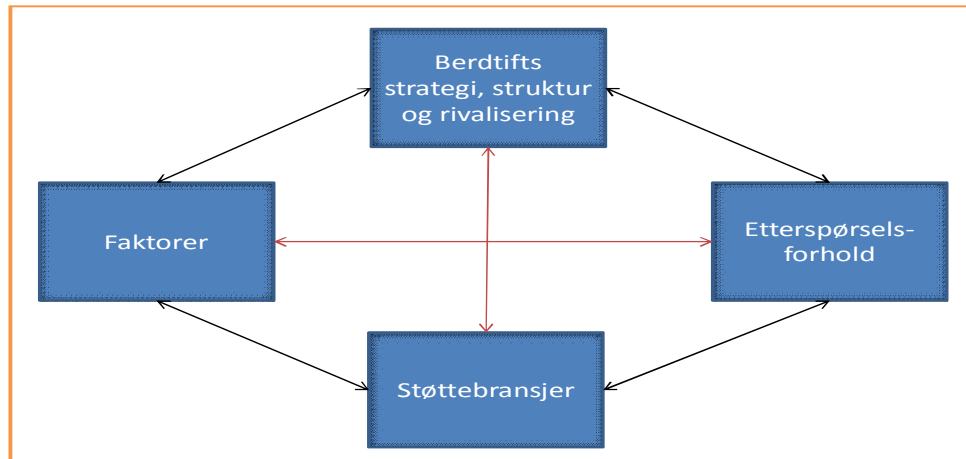 Berdtifts
strategi, struktur
og rivalisering
Faktorer
Etterspørsels-
forhold
Støttebransjer